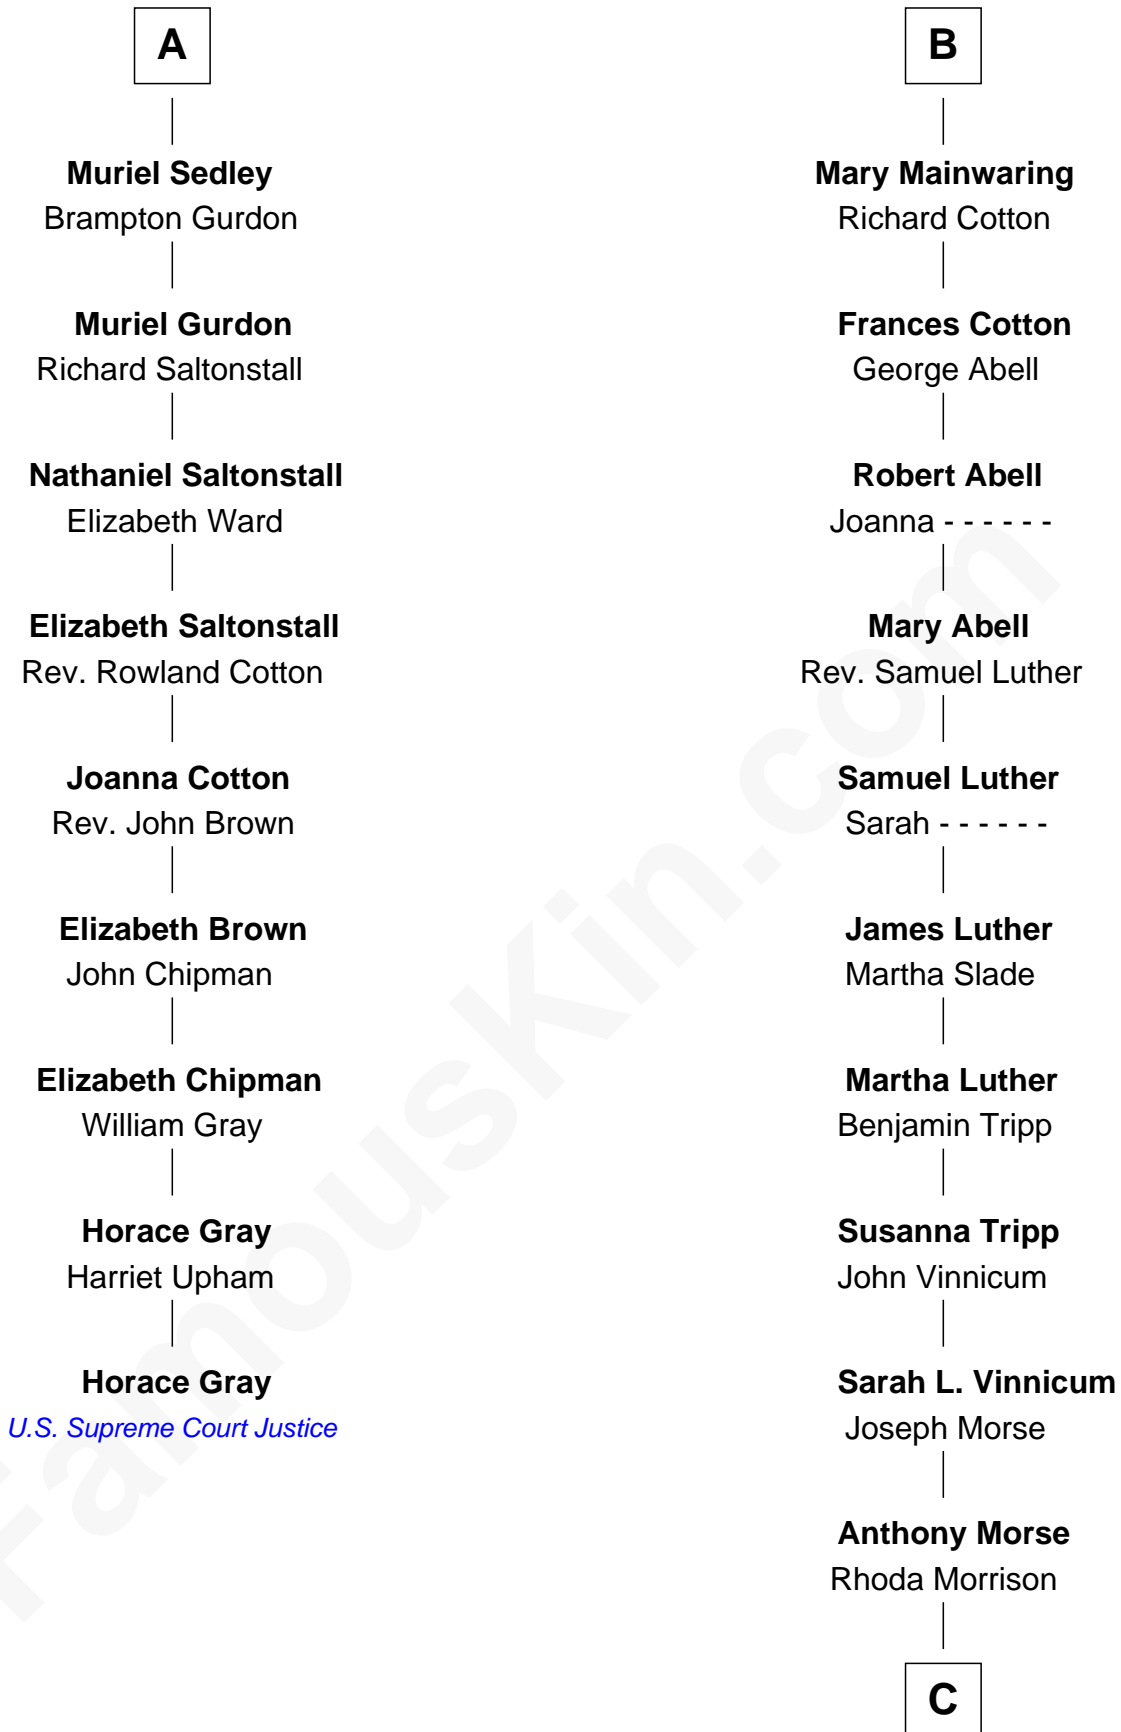 A
Muriel Sedley
Brampton Gurdon
Muriel Gurdon
Richard Saltonstall
Nathaniel Saltonstall
Elizabeth Ward
Elizabeth Saltonstall
Rev. Rowland Cotton
Joanna Cotton
Rev. John Brown
Elizabeth Brown
John Chipman
Elizabeth Chipman
William Gray
Horace Gray
Harriet Upham
Horace Gray
U.S. Supreme Court Justice
B
Mary Mainwaring
Richard Cotton
Frances Cotton
George Abell
Robert Abell
Joanna - - - - - -
Mary Abell
Rev. Samuel Luther
Samuel Luther
Sarah - - - - - -
James Luther
Martha Slade
Martha Luther
Benjamin Tripp
Susanna Tripp
John Vinnicum
Sarah L. Vinnicum
Joseph Morse
Anthony Morse
Rhoda Morrison
C
FamousKin.com